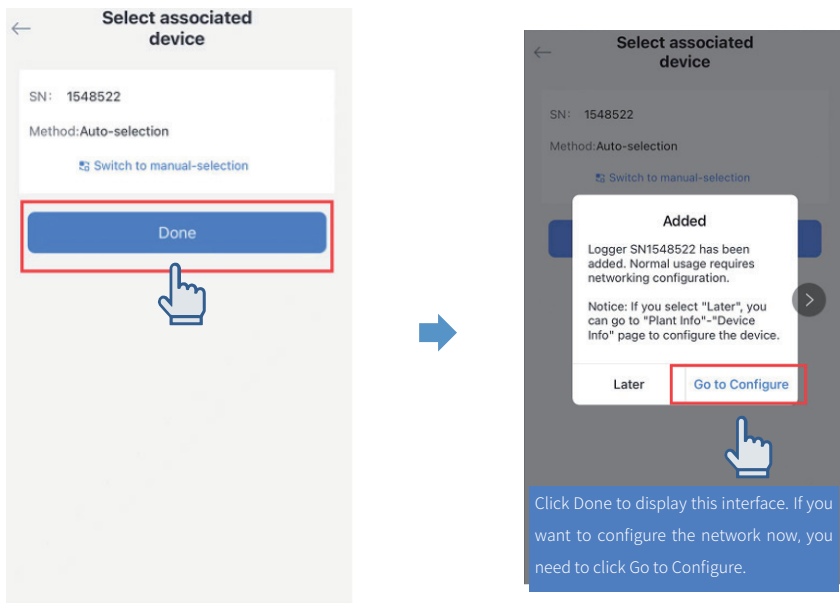 Select associated
device
SN: 1548522
Method:Auto-selection
Switch to manual-selection
Done
Select associated
device
SN: 1548522
Method:Auto-selection
Switch to manual-selection
Added
Logger SN1548522 has been
added. Normal usage requires
networking configuration.
Notice: If you select "Later", you
can go to "Plant Info"-"Device
Info" page to configure the device.
Later
Go to Configure
Click Done to display this interface. If you
want to configure the network now, you
need to click Go to Configure.